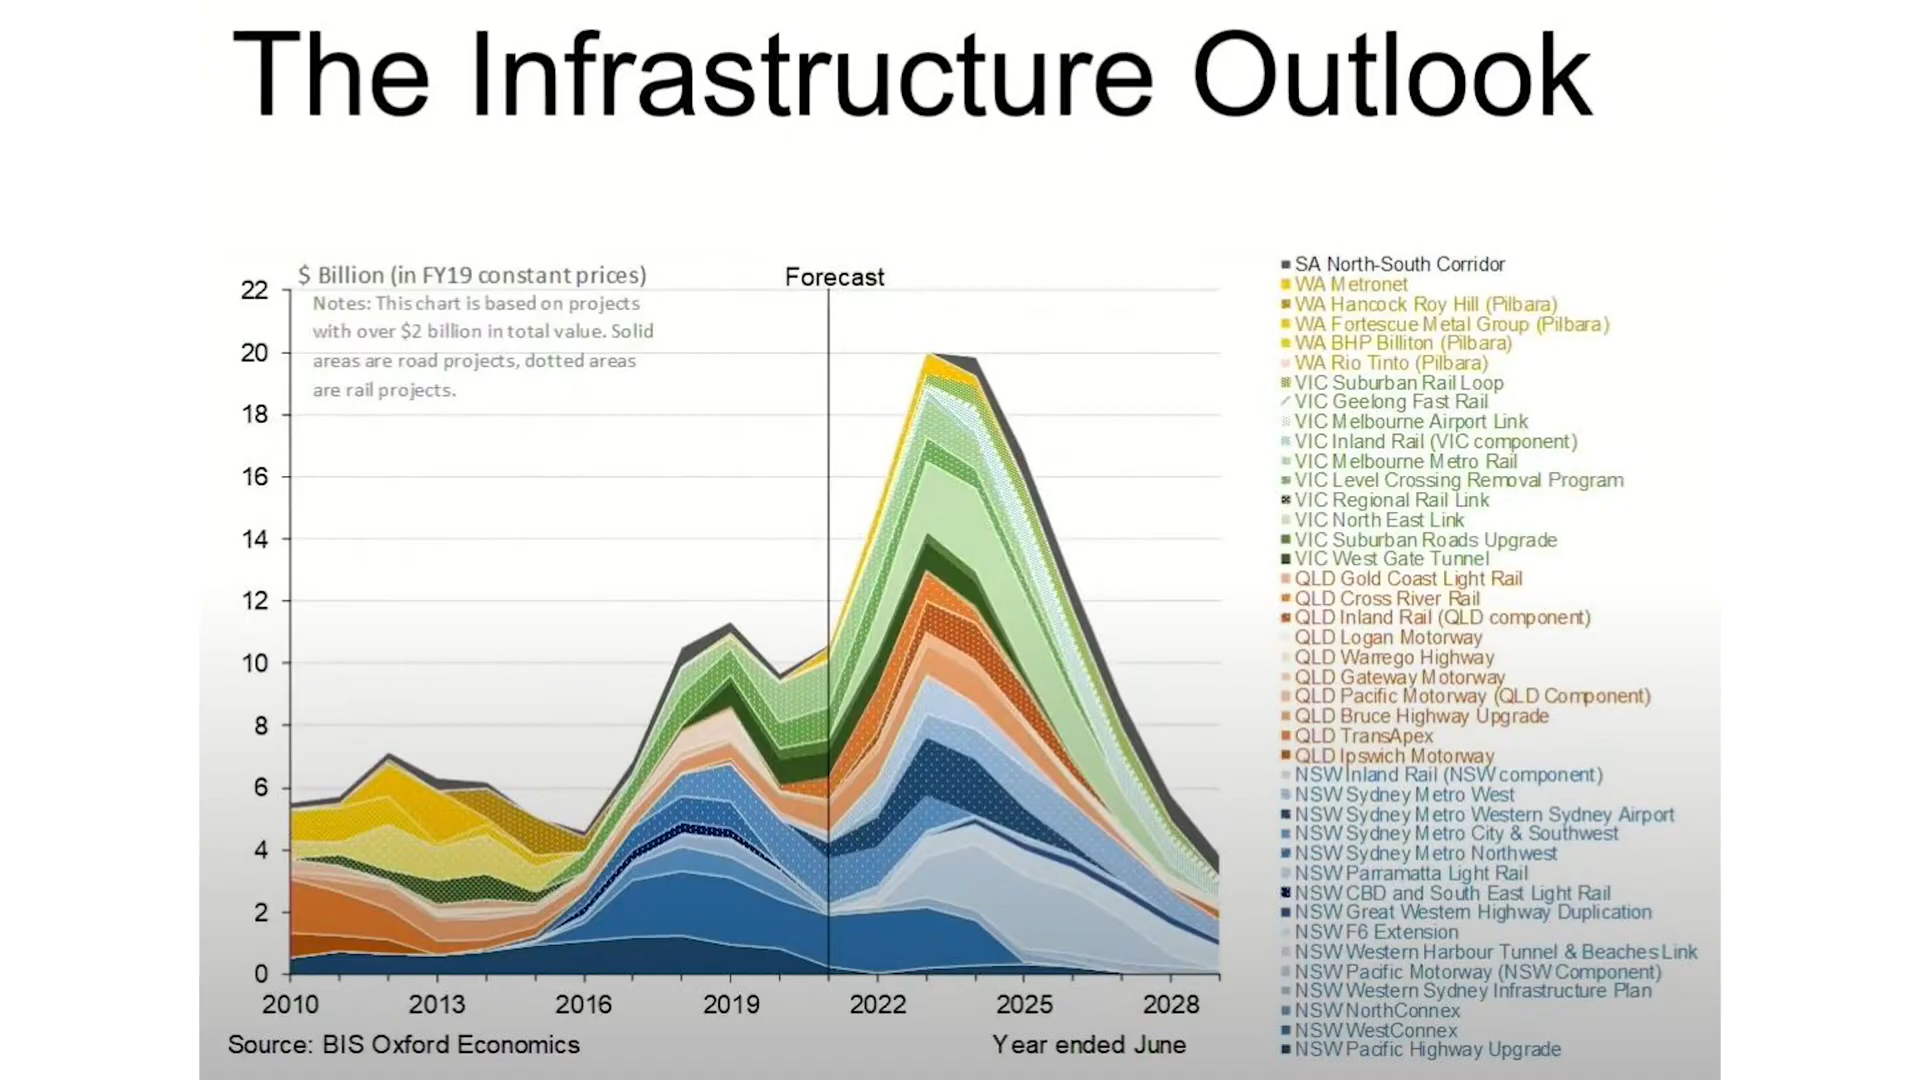 The Infrastructure Outlook
$ Billion (in FY19 constant prices)
Forecast
Notes: This chart is based on projects
with over $2 billion in total value. Solid
areas are road projects, dotted areas
are rail projects.
22
20
18
16
14
12
10
8
6
4
2
0
2010 2013 2016 2019 2022 2025 2028
Source: BIS Oxford Economics
Year ended June
SA North-South Corridor
WA Metronet
WA Hancock Roy Hill (Pilbara)
WA Fortescue Metal Group (Pilbara)
WA BHP Billiton (Pilbara)
WA Rio Tinto (Pilbara)
VIC Suburban Rail Loop
VIC Geelong Fast Rail
VIC Melbourne Airport Link
VIC Inland Rail (VIC component)
VIC Melbourne Metro Rail
VIC Level Crossing Removal Program
VIC Regional Rail Link
VIC North East Link
VIC Suburban Roads Upgrade
VIC West Gate Tunnel
QLD Gold Coast Light Rail
QLD Cross River Rail
QLD Inland Rail (QLD component)
QLD Logan Motorway
QLD Warrego Highway
QLD Gateway Motorway
QLD Pacific Motorway (QLD Component)
QLD Bruce Highway Upgrade
QLD TransApex
QLD Ipswich Motorway
NSW Inland Rail (NSW component)
NSW Sydney Metro West
NSW Sydney Metro Western Sydney Airport
NSW Sydney Metro City & Southwest
NSW Sydney Metro Northwest
NSW Parramatta Light Rail
NSW CBD and South East Light Rail
NSW Great Western Highway Duplication
NSW F6 Extension
NSW Western Harbour Tunnel & Beaches Link
NSW Pacific Motorway (NSW Component)
NSW Western Sydney Infrastructure Plan
NSW NorthConnex
NSW WestConnex
NSW Pacific Highway Upgrade